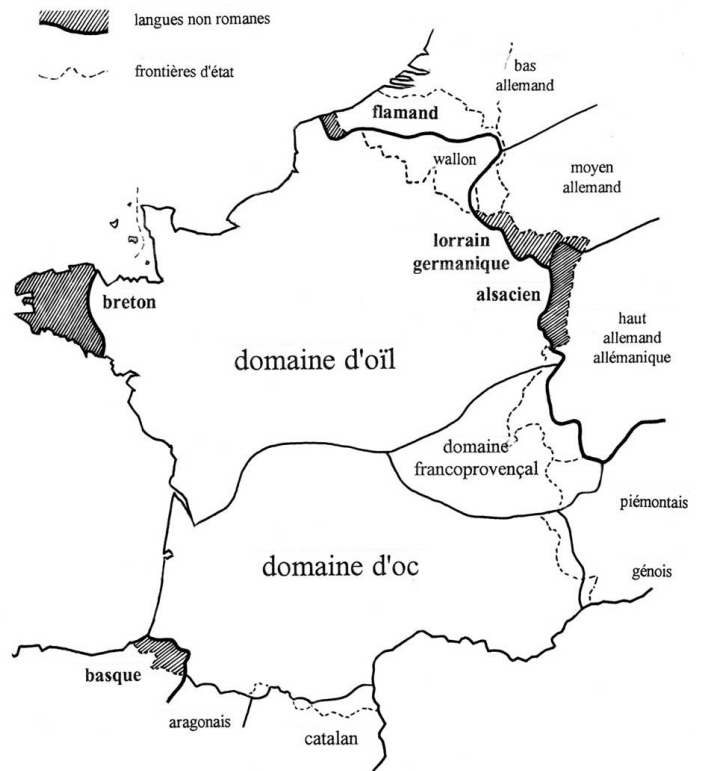 langues non romanes
frontières d'état
bas
allemand
flamand
wallon
moyen
allemand
lorrain
germanique
alsacien
breton
haut
allemand
allémanique
domaine d'oïl
domaine
francoprovençal
piémontais
domaine d'oc
génois
basque
aragonais
catalan